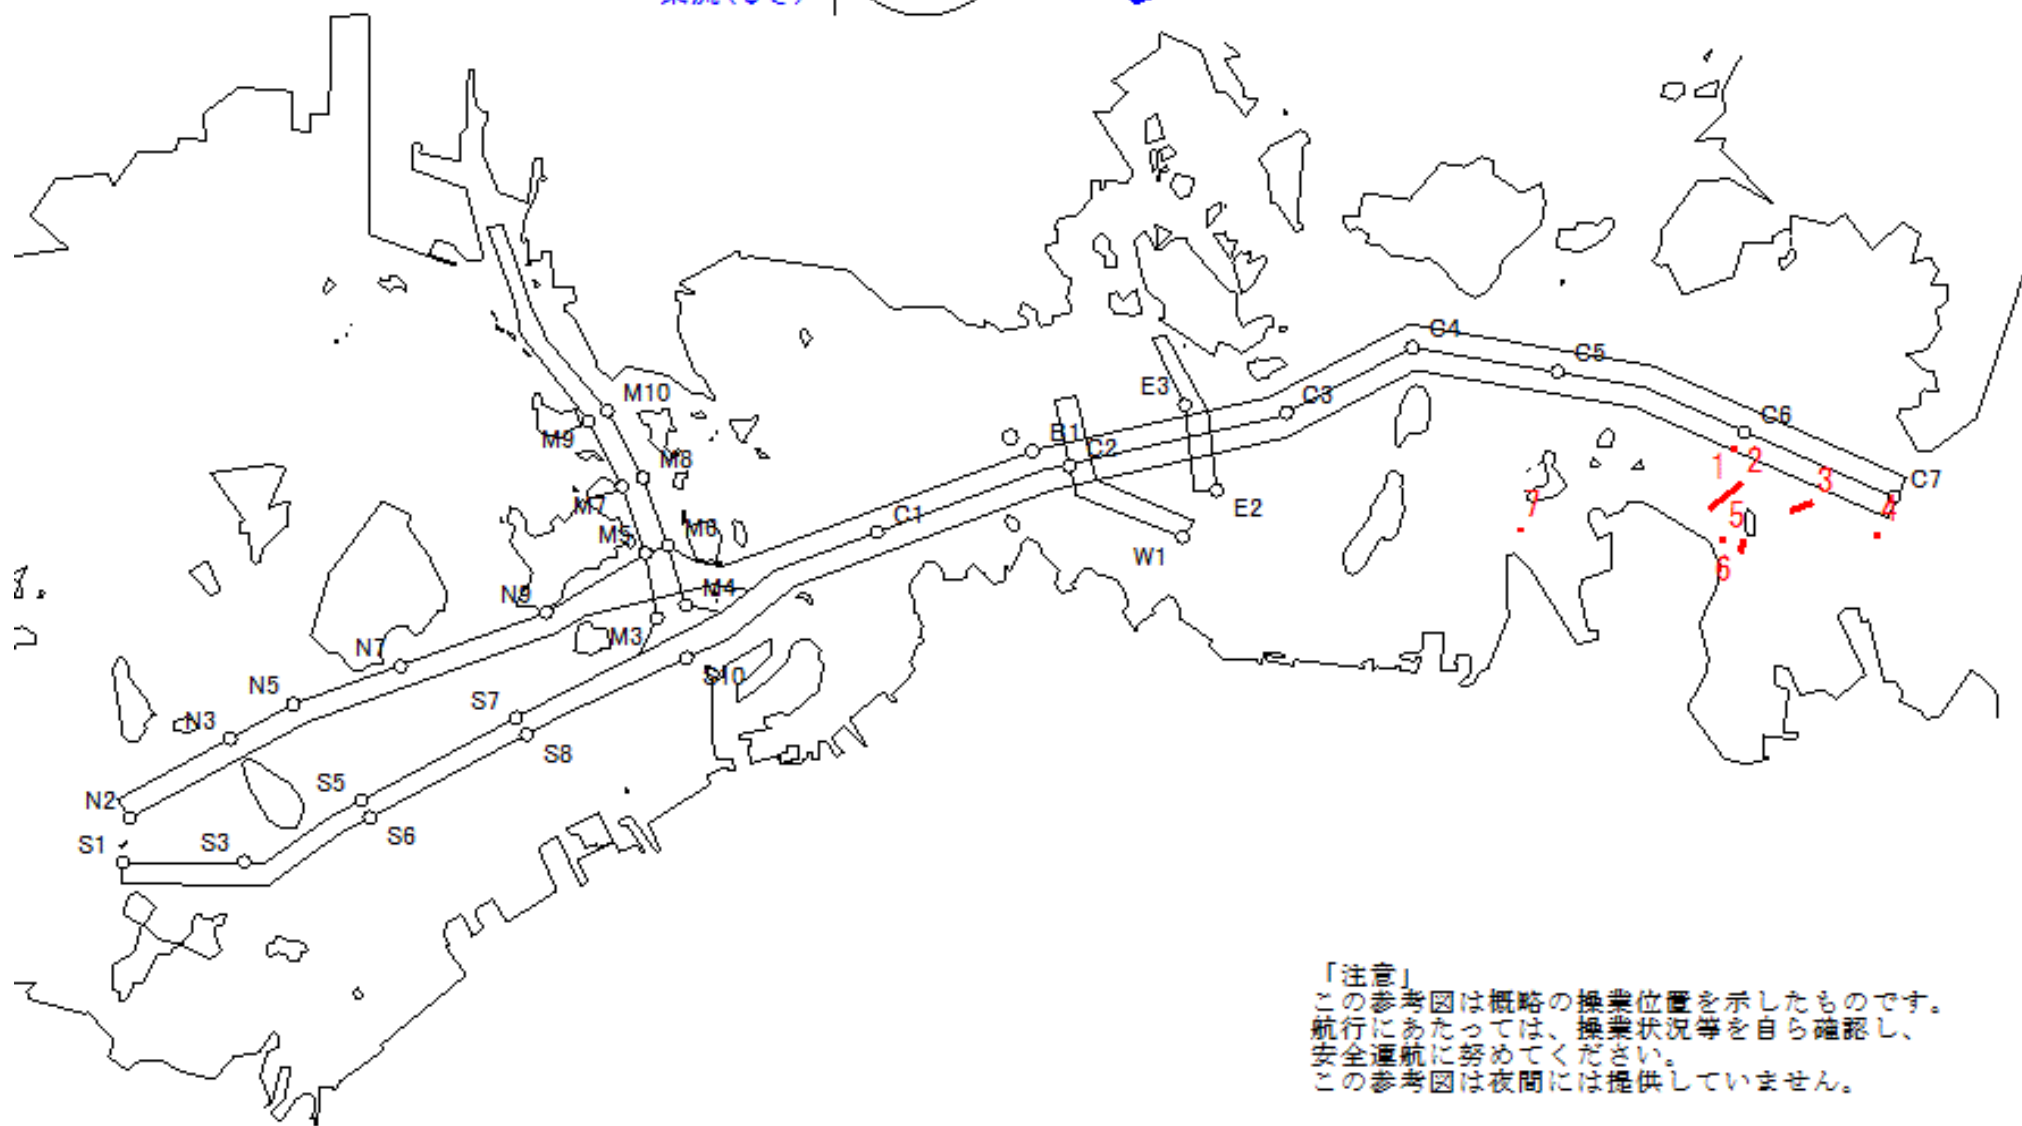 C4
C5
M10
E3
C3
C6
M9
B1
C2
M8
1
2
C7
3
M7
E2
7
4
5
C1
M5
M6
W1
6
N9
M4
M3
N7
S10
N5
S7
N3
S8
S5
N2
S6
S1
S3
「注意」
この参考図は概略の操業位置を示したものです。
航行にあたっては、操業状況等を自ら確認し、
安全運航に努めてください。
この参考図は夜間には提供していません。